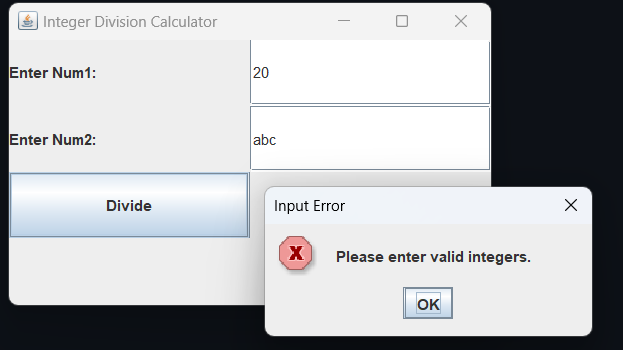 Integer Division Calculator
Enter Num1:
20
Enter Num2:
abc
Divide
Input Error
Please enter valid integers.
OK